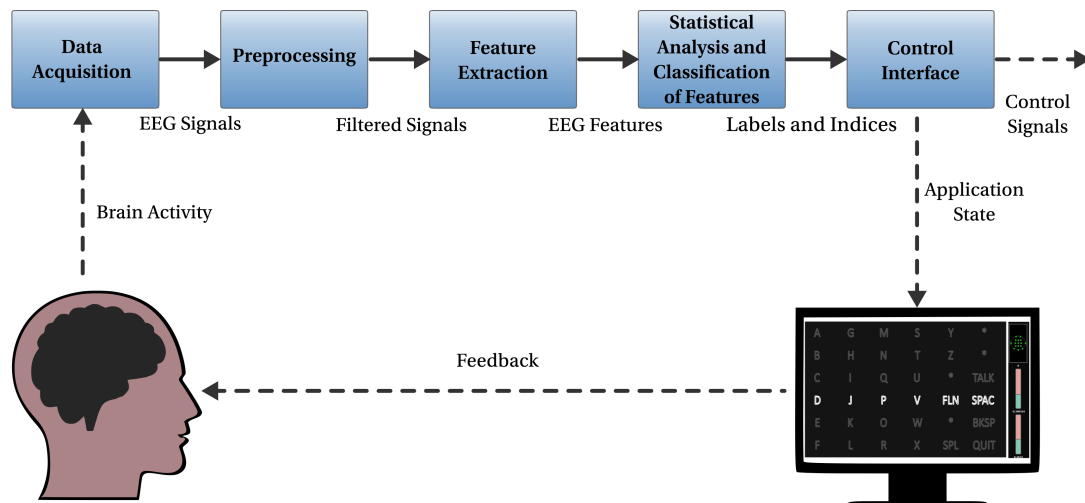 Data
Acquisition
Preprocessing
Feature
Extraction
Statistical
Analysis and
Classification
of Features
Control
Interface
EEG Signals
Filtered Signals
EEG Features
Labels and Indices
Control
Signals
Brain Activity
Application
State
Feedback
A G M S Y *
B H N T Z *
C I Q U * TALK
D J P V FLN SPAC
E K O W * BKSP
F L R X SPL QUIT